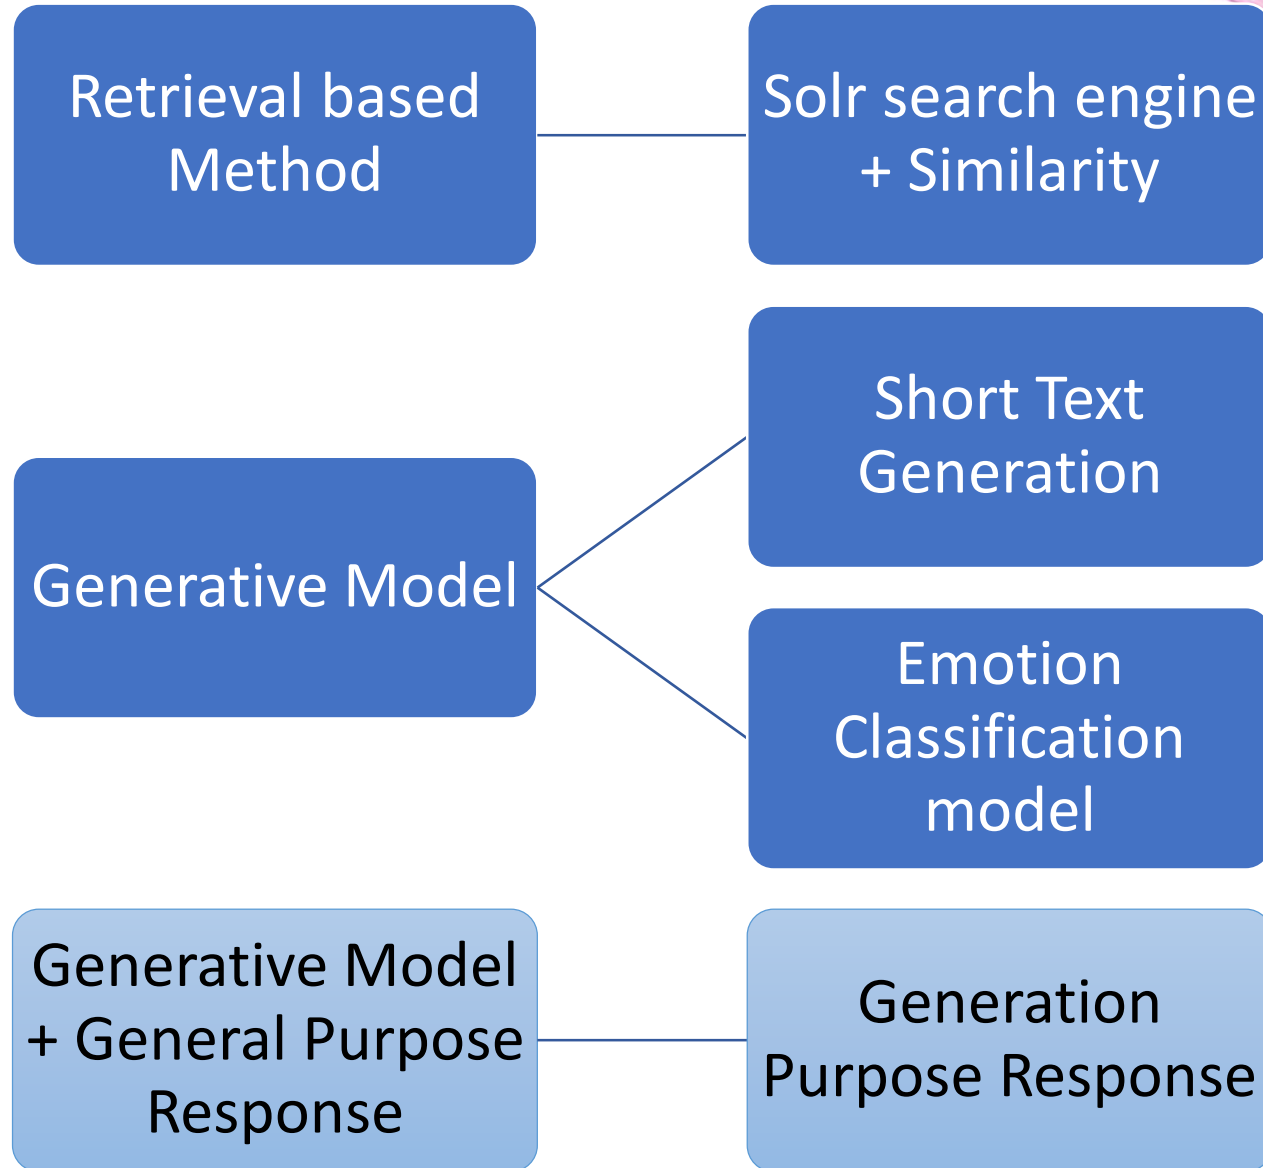 Retrieval based
Method
Solr search engine
+ Similarity
Generative Model
Short Text
Generation
Emotion
Classification
model
Generative Model
+ General Purpose
Response
Generation
Purpose Response